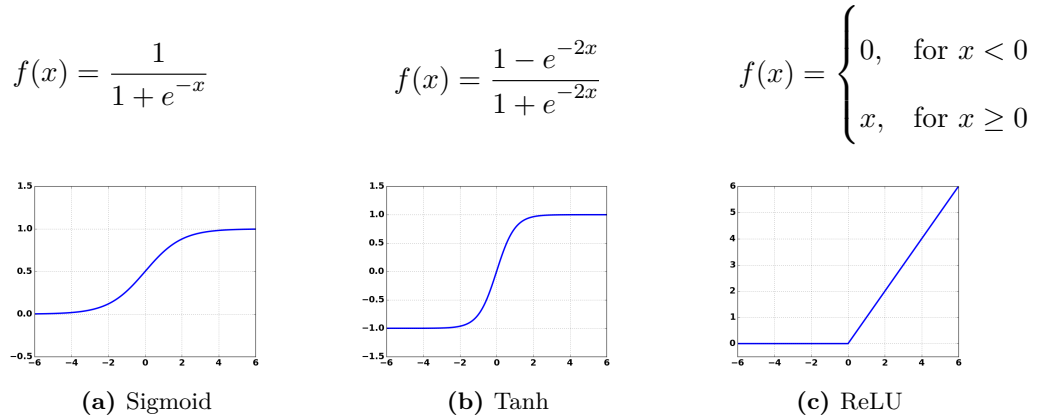 f(x) = 1 / (1 + e^{-x})
f(x) = (1 − e^{-2x}) / (1 + e^{-2x})
f(x) = { 0, for x < 0
x, for x ≥ 0
1.5
1.0
0.5
0.0
−0.5
−6 −4 −2 0 2 4 6
(a) Sigmoid
1.5
1.0
0.5
0.0
−0.5
−1.0
−1.5
−6 −4 −2 0 2 4 6
(b) Tanh
6
5
4
3
2
1
0
−6 −4 −2 0 2 4 6
(c) ReLU